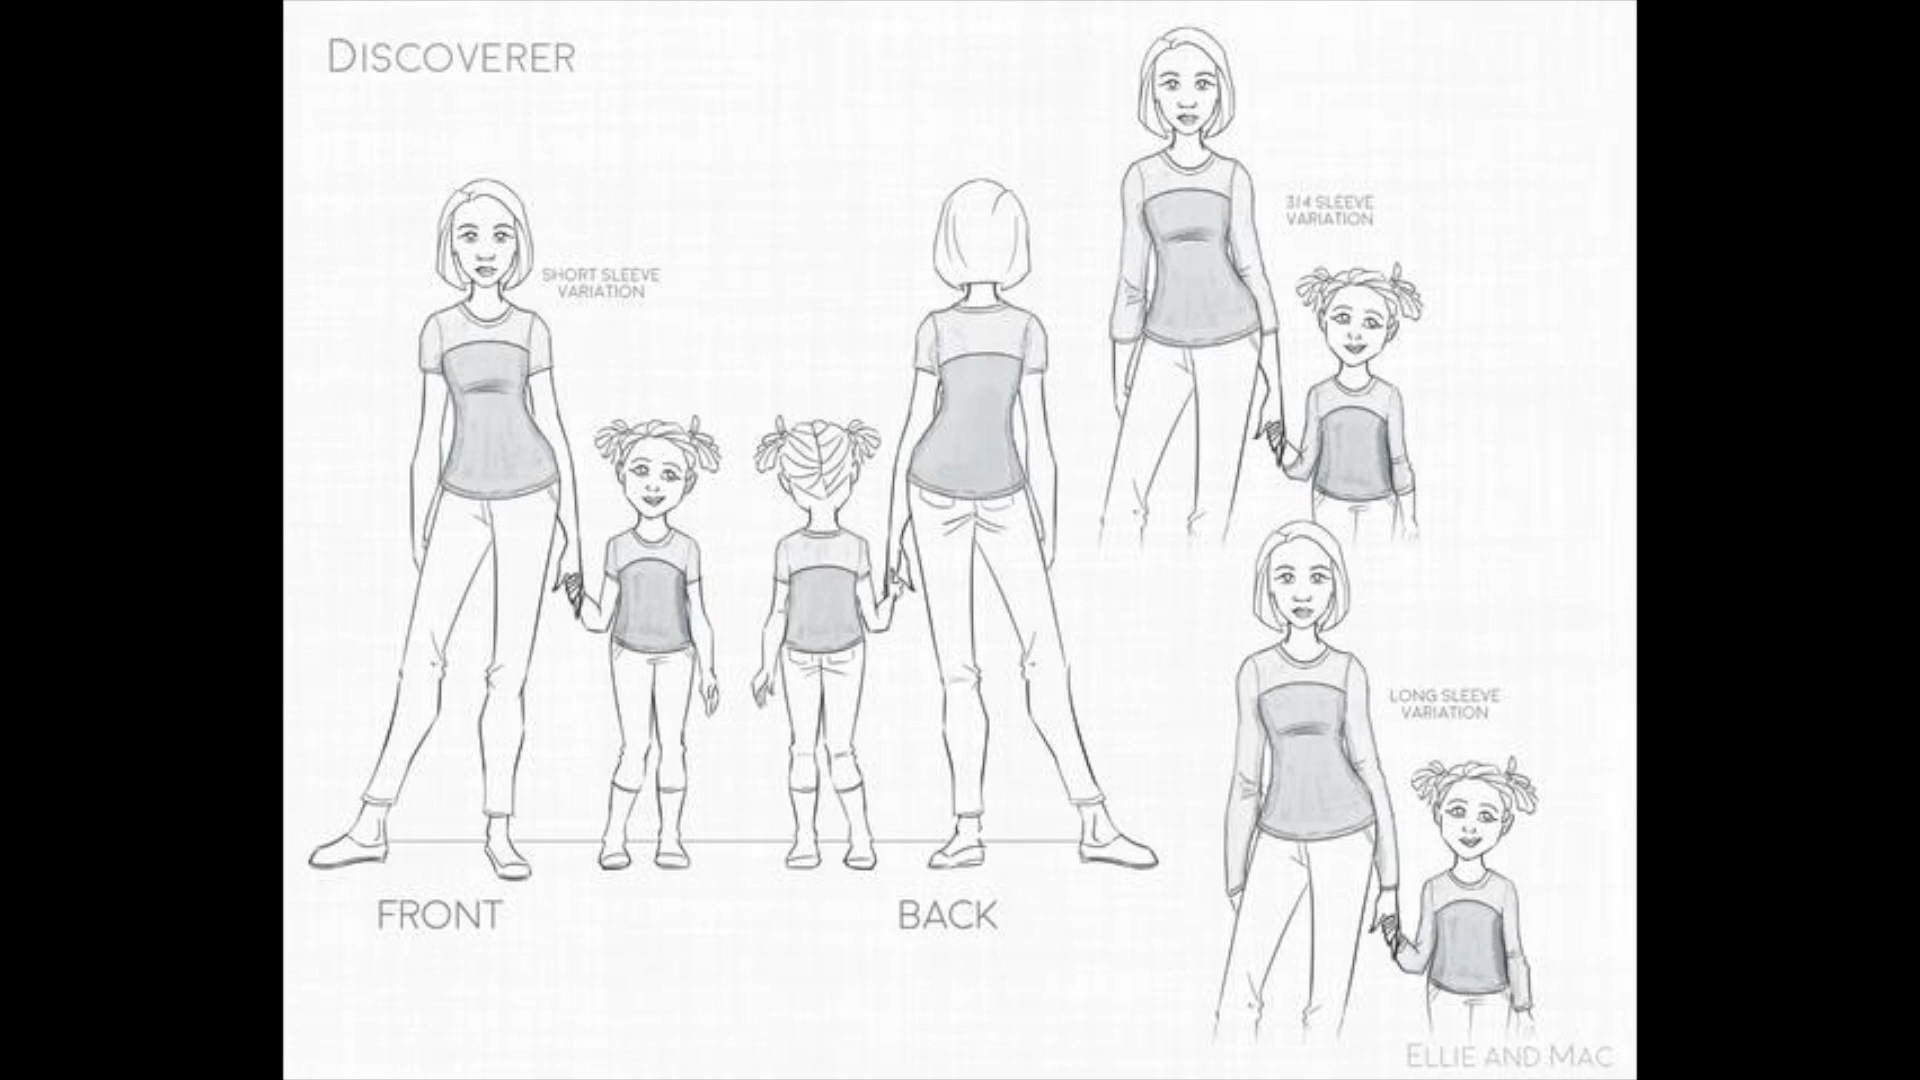 DISCOVERER
SHORT SLEEVE
VARIATION
3/4 SLEEVE
VARIATION
LONG SLEEVE
VARIATION
FRONT
BACK
ELLIE AND MAC